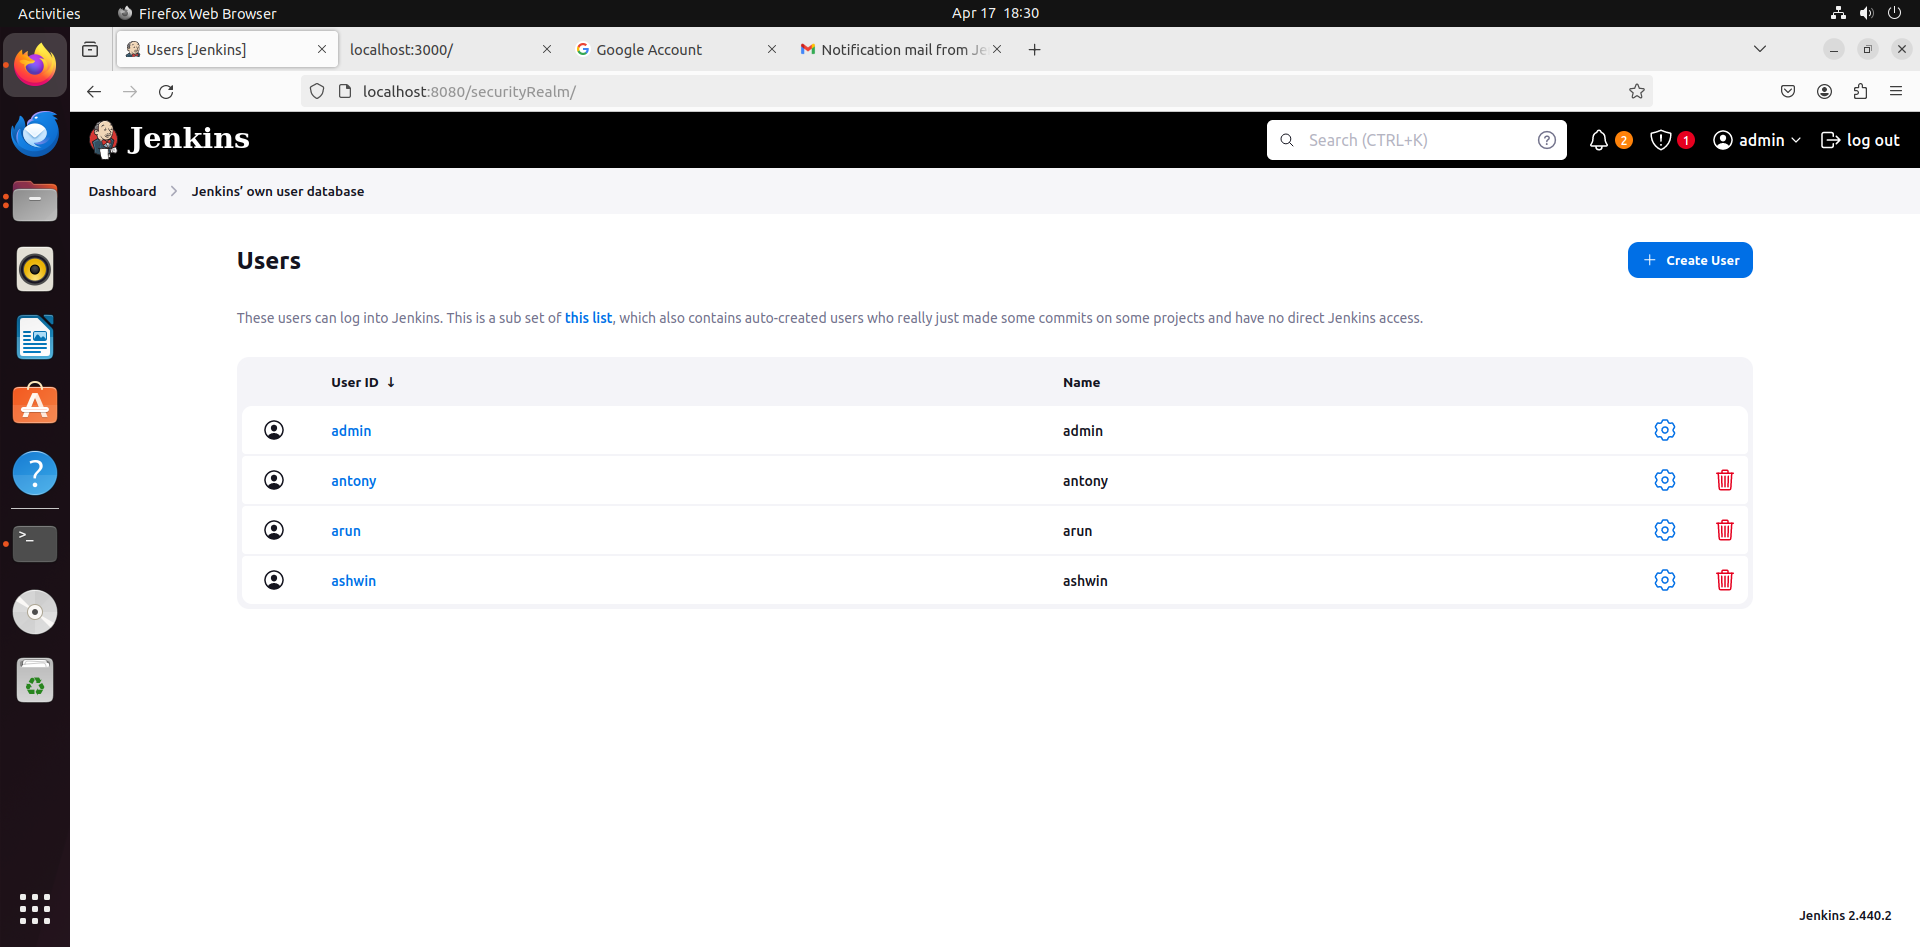 Activities Firefox Web Browser Apr 17 18:30
Users [Jenkins] localhost:3000/ Google Account Notification mail from Je
localhost:8080/securityRealm/
Jenkins Search (CTRL+K) 2 1 admin log out
Dashboard Jenkins’ own user database
Users
Create User
These users can log into Jenkins. This is a sub set of this list, which also contains auto-created users who really just made some commits on some projects and have no direct Jenkins access.
User ID ↓ Name
admin admin
antony antony
arun arun
ashwin ashwin
Jenkins 2.440.2